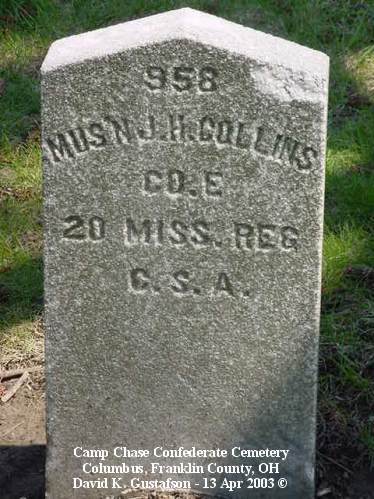 958
MUS'N J.H. COLLINS
CO. E
20 MISS. REG
C. S. A.
Camp Chase Confederate Cemetery
Columbus, Franklin County, OH
David K. Gustafson - 13 Apr 2003 ©